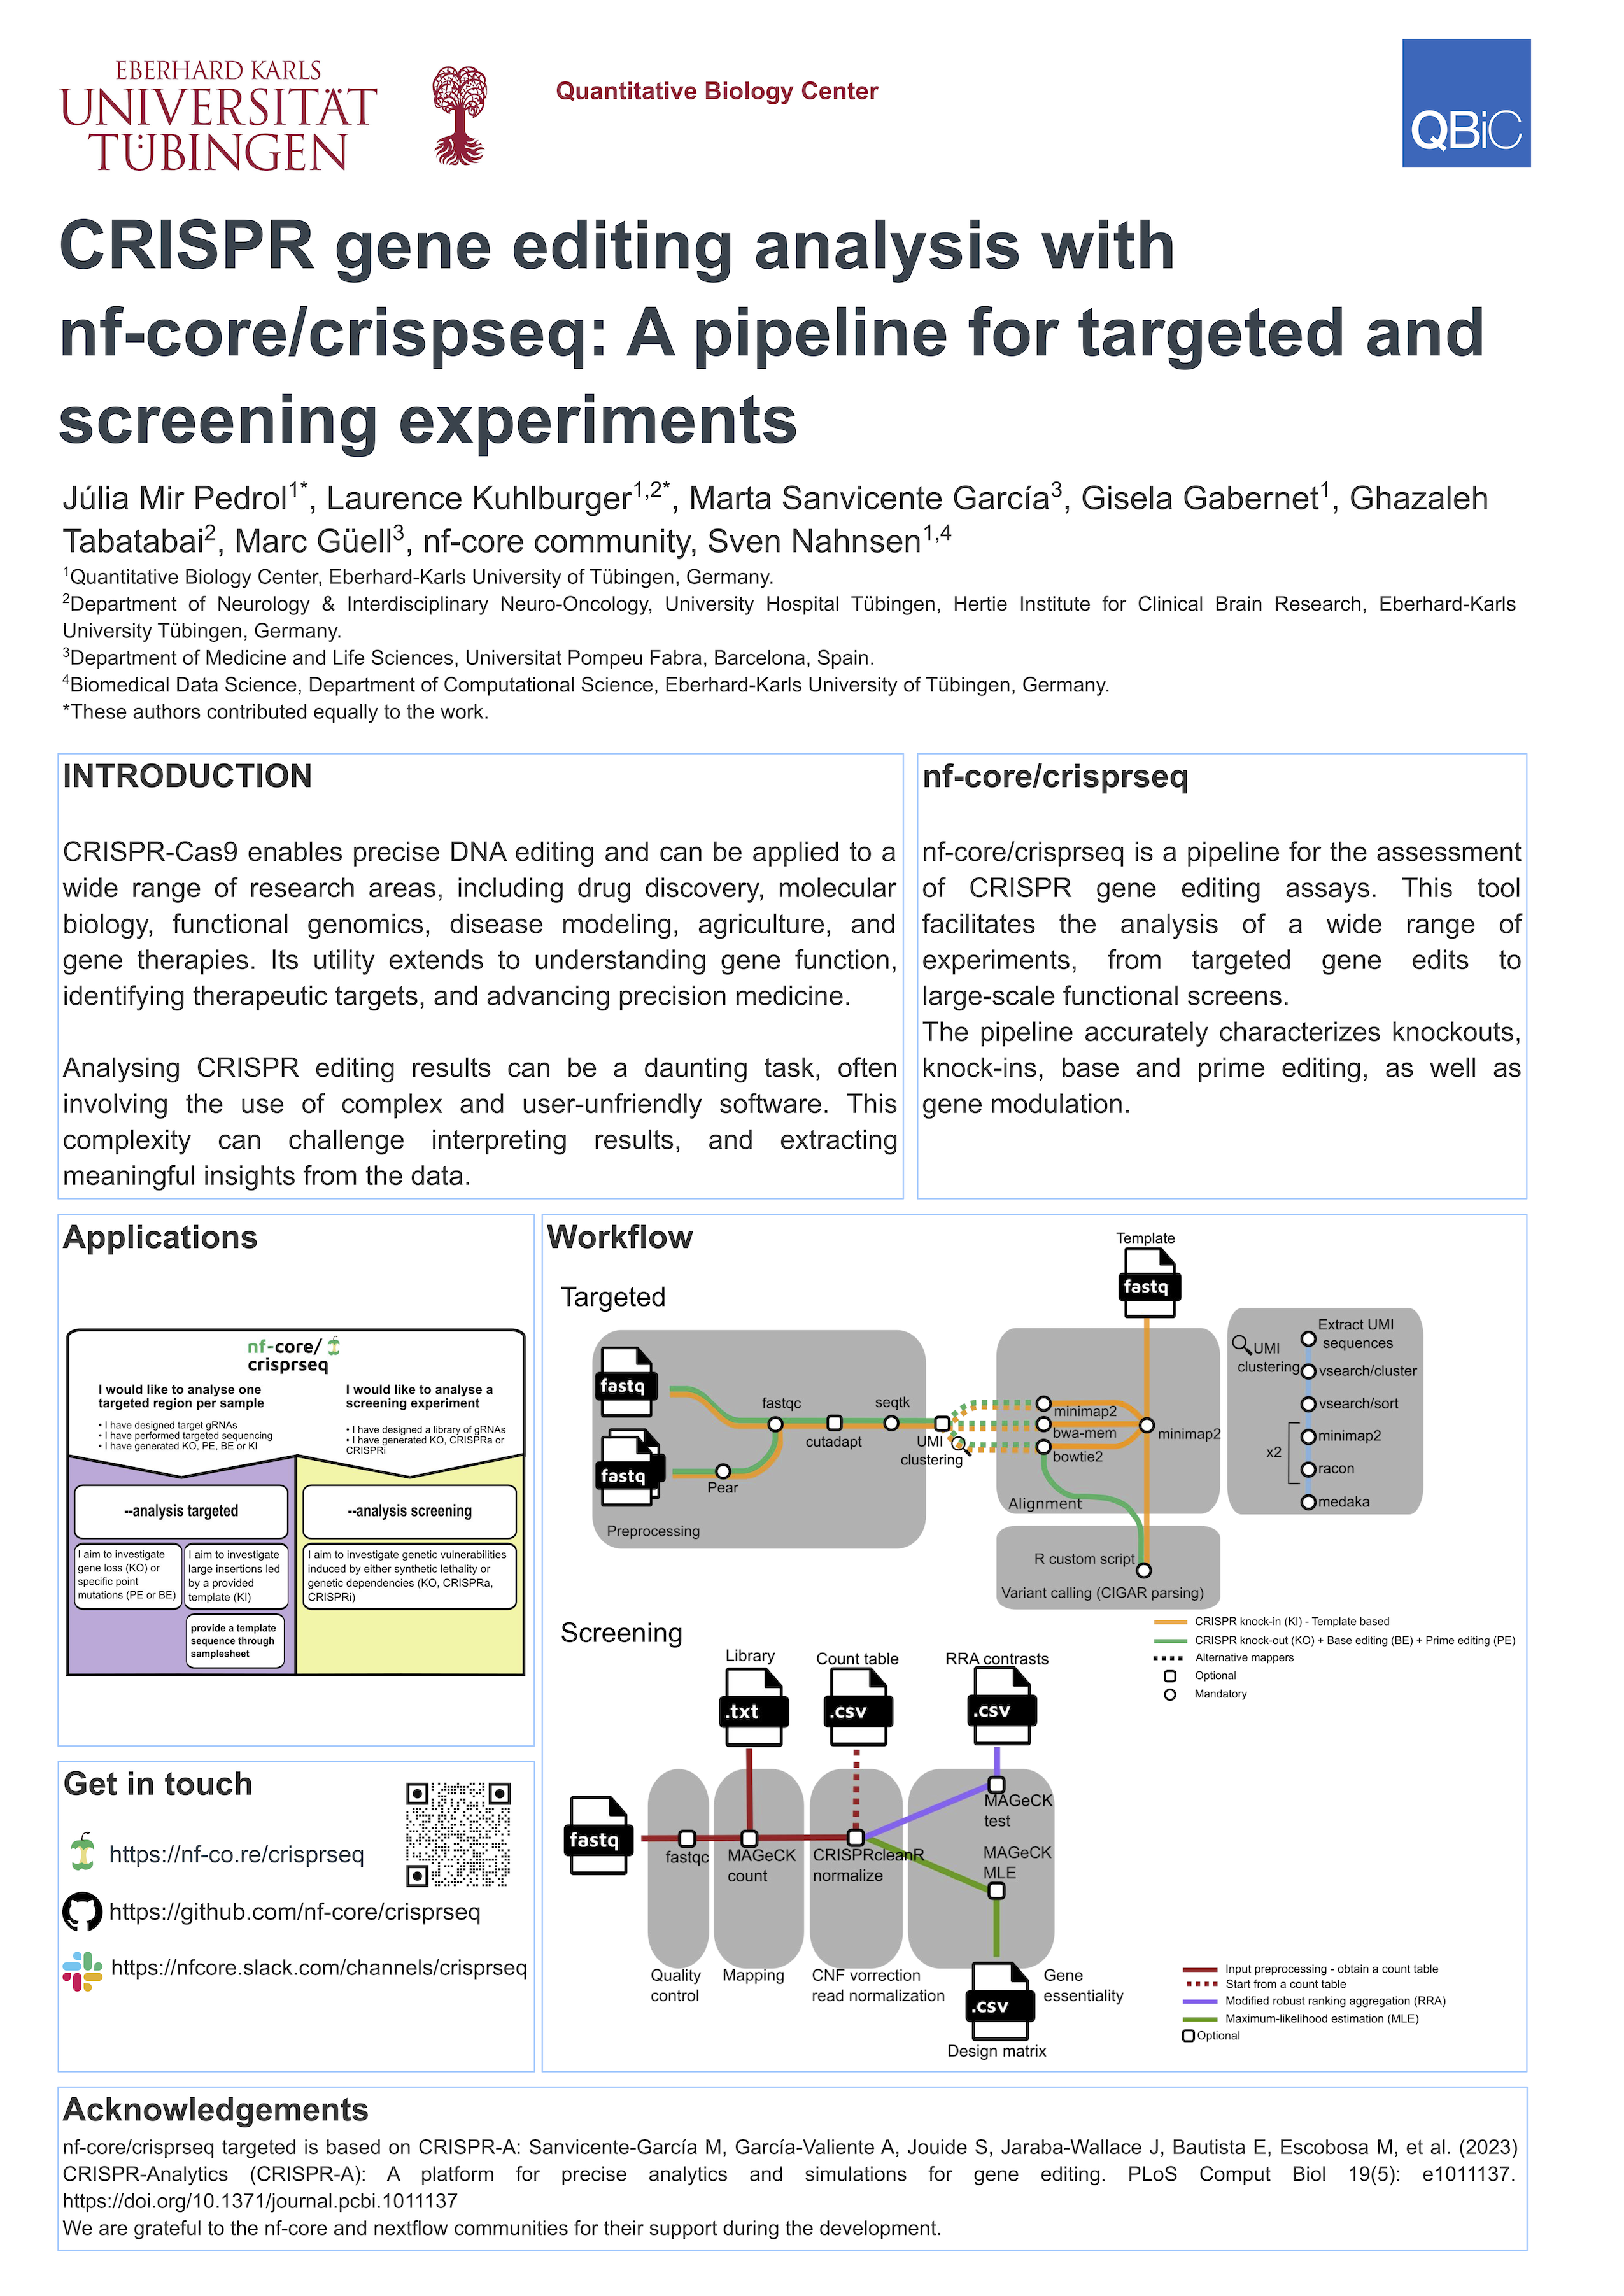 EBERHARD KARLS
UNIVERSITÄT
TÜBINGEN
Quantitative Biology Center
QBiC
CRISPR gene editing analysis with
nf-core/crispseq: A pipeline for targeted and
screening experiments
Júlia Mir Pedrol1*, Laurence Kuhlburger1,2*, Marta Sanvicente García3, Gisela Gabernet1, Ghazaleh
Tabatabai2, Marc Güell3, nf-core community, Sven Nahnsen1,4
1Quantitative Biology Center, Eberhard-Karls University of Tübingen, Germany.
2Department of Neurology & Interdisciplinary Neuro-Oncology, University Hospital Tübingen, Hertie Institute for Clinical Brain Research, Eberhard-Karls
University Tübingen, Germany.
3Department of Medicine and Life Sciences, Universitat Pompeu Fabra, Barcelona, Spain.
4Biomedical Data Science, Department of Computational Science, Eberhard-Karls University of Tübingen, Germany.
*These authors contributed equally to the work.
INTRODUCTION
CRISPR-Cas9 enables precise DNA editing and can be applied to a
wide range of research areas, including drug discovery, molecular
biology, functional genomics, disease modeling, agriculture, and
gene therapies. Its utility extends to understanding gene function,
identifying therapeutic targets, and advancing precision medicine.
Analysing CRISPR editing results can be a daunting task, often
involving the use of complex and user-unfriendly software. This
complexity can challenge interpreting results, and extracting
meaningful insights from the data.
nf-core/crisprseq
nf-core/crisprseq is a pipeline for the assessment
of CRISPR gene editing assays. This tool
facilitates the analysis of a wide range of
experiments, from targeted gene edits to
large-scale functional screens.
The pipeline accurately characterizes knockouts,
knock-ins, base and prime editing, as well as
gene modulation.
Applications
nf-core/
crisprseq
I would like to analyse one
targeted region per sample
• I have designed target gRNAs
• I have performed targeted sequencing
• I have generated KO, PE, BE or KI
I would like to analyse a
screening experiment
• I have designed a library of gRNAs
• I have generated KO, CRISPRa or
CRISPRi
--analysis targeted
--analysis screening
I aim to investigate
gene loss (KO) or
specific point
mutations (PE or BE)
I aim to investigate
large insertions led
by a provided
template (KI)
I aim to investigate genetic vulnerabilities
induced by either synthetic lethality or
genetic dependencies (KO, CRISPRa,
CRISPRi)
provide a template
sequence through
samplesheet
Get in touch
https://nf-co.re/crisprseq
https://github.com/nf-core/crisprseq
https://nfcore.slack.com/channels/crisprseq
Workflow
Targeted
Template
fastq
fastq
fastq
Pear
fastqc
cutadapt
seqtk
UMI
clustering
Preprocessing
minimap2
bwa-mem
bowtie2
minimap2
Alignment
R custom script
Variant calling (CIGAR parsing)
UMI
clustering
Extract UMI
sequences
vsearch/cluster
vsearch/sort
minimap2
x2
racon
medaka
CRISPR knock-in (KI) - Template based
CRISPR knock-out (KO) + Base editing (BE) + Prime editing (PE)
Alternative mappers
Optional
Mandatory
Screening
Library
Count table
RRA contrasts
.txt
.csv
.csv
fastq
fastqc
MAGeCK
count
CRISPRcleanR
normalize
MAGeCK
test
MAGeCK
MLE
Quality
control
Mapping
CNF vorrection
read normalization
.csv
Gene
essentiality
Design matrix
Input preprocessing - obtain a count table
Start from a count table
Modified robust ranking aggregation (RRA)
Maximum-likelihood estimation (MLE)
Optional
Acknowledgements
nf-core/crisprseq targeted is based on CRISPR-A: Sanvicente-García M, García-Valiente A, Jouide S, Jaraba-Wallace J, Bautista E, Escobosa M, et al. (2023)
CRISPR-Analytics (CRISPR-A): A platform for precise analytics and simulations for gene editing. PLoS Comput Biol 19(5): e1011137.
https://doi.org/10.1371/journal.pcbi.1011137
We are grateful to the nf-core and nextflow communities for their support during the development.